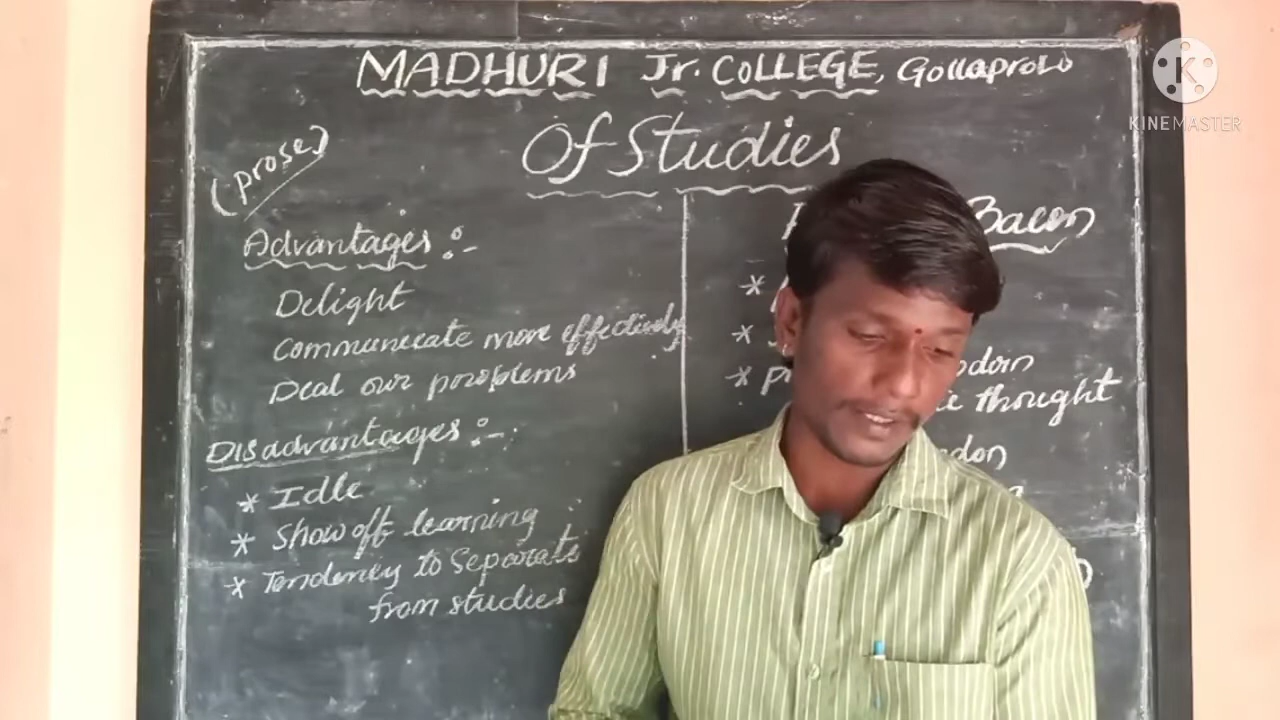 MADHURI Jr. COLLEGE, Gollaprolu
KINEMASTER
Of Studies
(prose)
Advantages :-
Delight
Communicate more effectively
Deal our problems
Disadvantages :-
* Idle
* Show off learning
* Tendency to Separate
from studies
Bacon
*
*
* P
thought